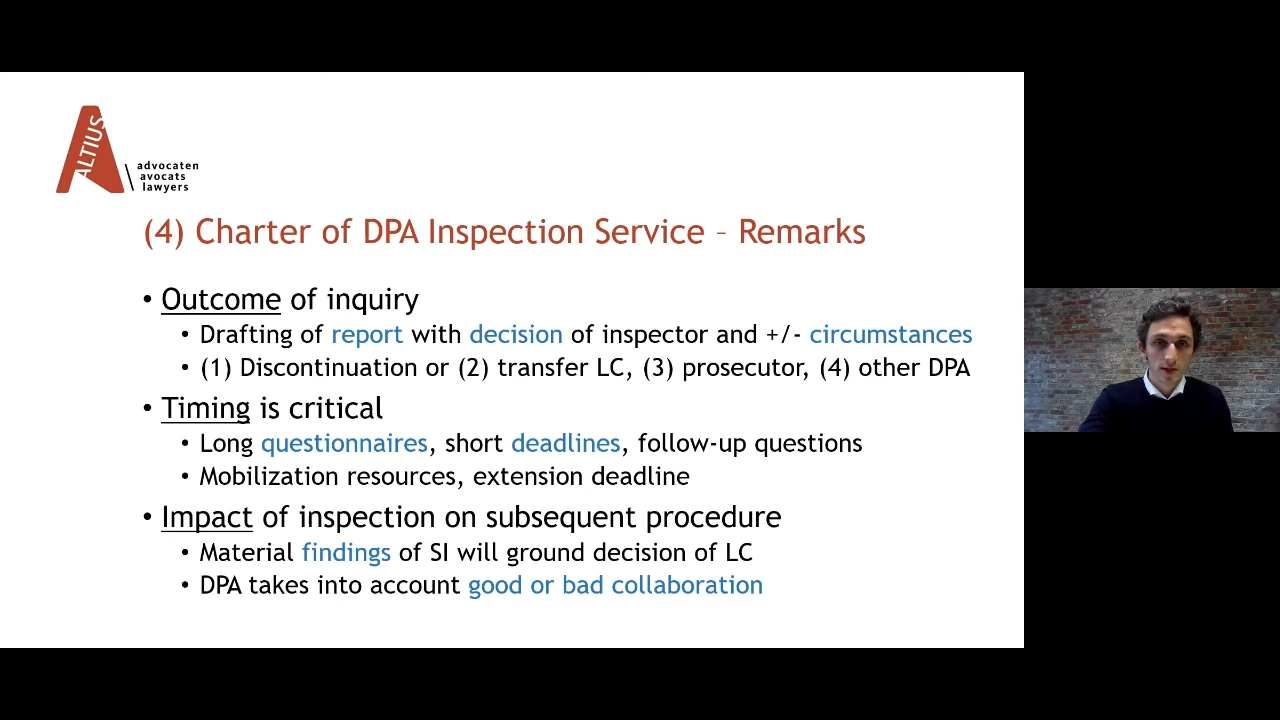 ALTIUS
advocaten
avocats
lawyers
(4) Charter of DPA Inspection Service – Remarks
• Outcome of inquiry
• Drafting of report with decision of inspector and +/- circumstances
• (1) Discontinuation or (2) transfer LC, (3) prosecutor, (4) other DPA
• Timing is critical
• Long questionnaires, short deadlines, follow-up questions
• Mobilization resources, extension deadline
• Impact of inspection on subsequent procedure
• Material findings of SI will ground decision of LC
• DPA takes into account good or bad collaboration